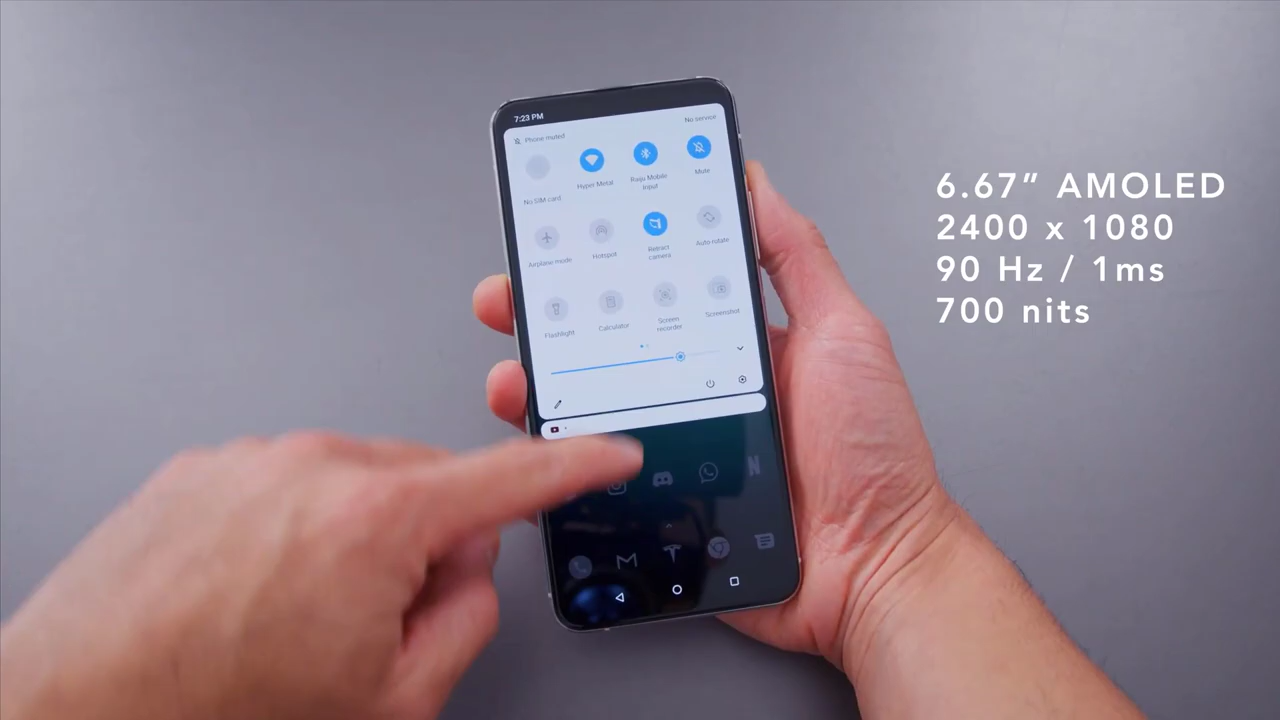 7:23 PM
Phone muted
No service
No SIM card
Hyper Metal
Raiju Mobile
Input
Mute
Airplane mode
Hotspot
Retract
camera
Auto-rotate
Flashlight
Calculator
Screen
recorder
Screenshot
6.67” AMOLED
2400 x 1080
90 Hz / 1ms
700 nits